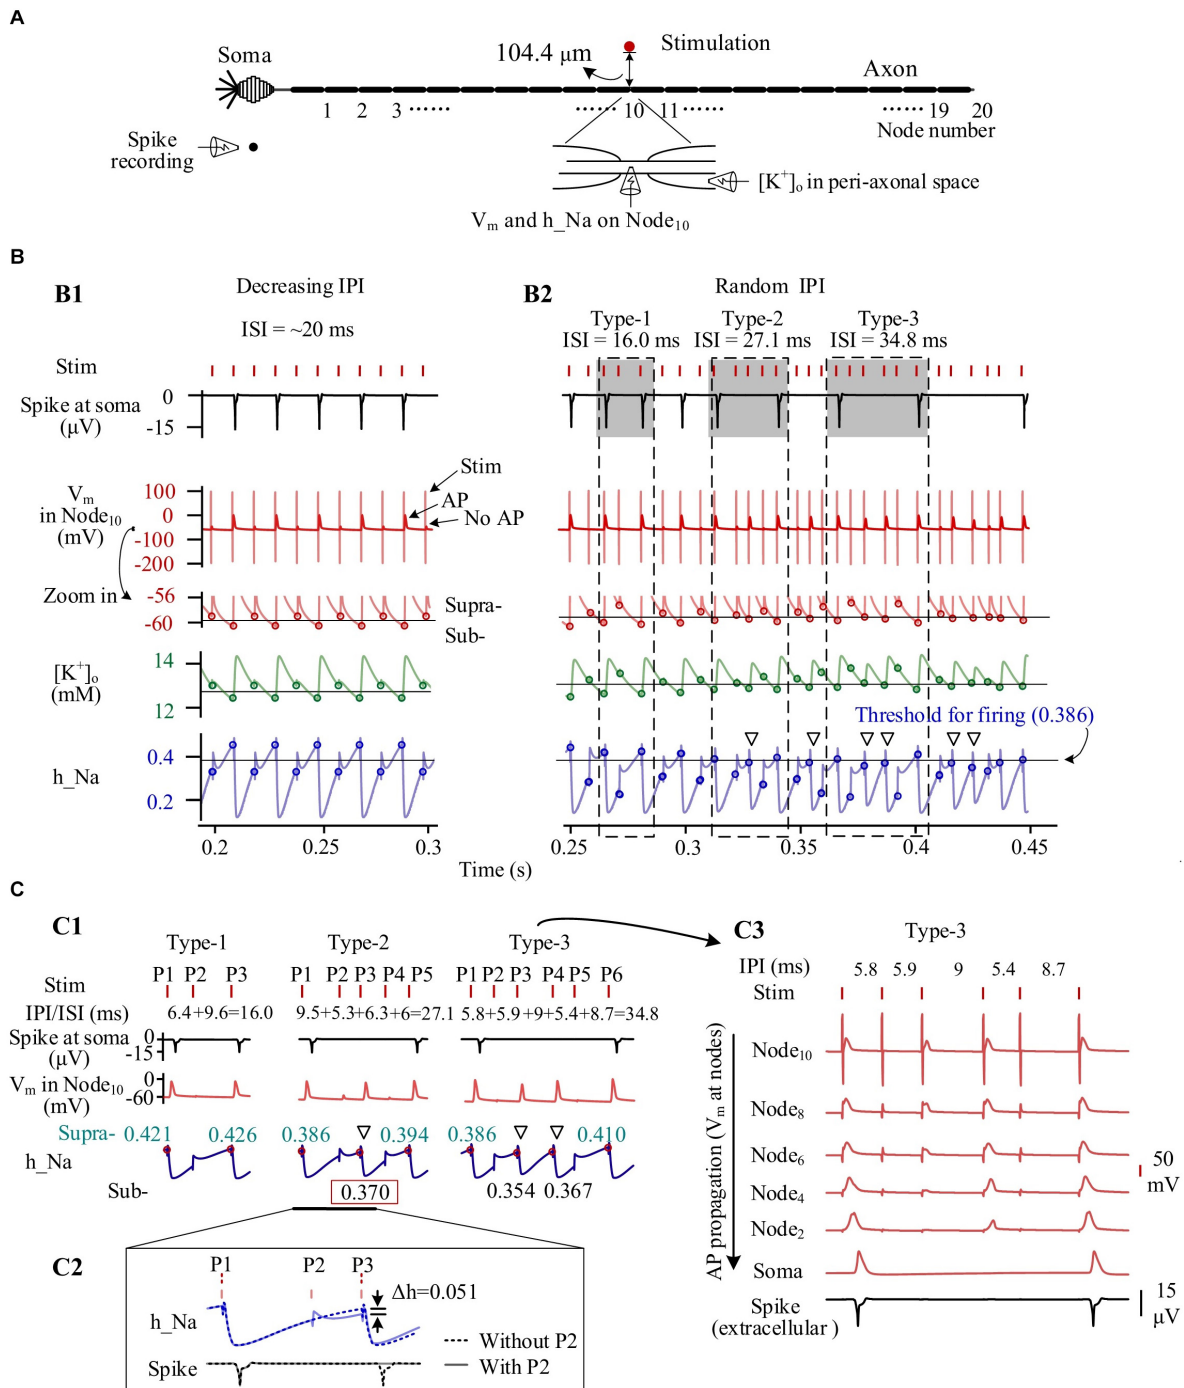 A
Soma
104.4 μm
Stimulation
Axon
1 2 3 ...... ...... 10 11 ...... ...... 19 20
Node number
Spike
recording
[K⁺]ₒ in peri-axonal space
Vₘ and h_Na on Node₁₀
B
B1
Decreasing IPI
ISI = ~20 ms
B2
Random IPI
Type-1 Type-2 Type-3
ISI = 16.0 ms ISI = 27.1 ms ISI = 34.8 ms
Stim
Spike at soma
(μV)
0
-15
Vₘ
in Node₁₀
(mV)
100
0
-100
-200
Stim
AP
No AP
Zoom in
-56
-60
Supra-
Sub-
[K⁺]ₒ
(mM)
14
12
Threshold for firing (0.386)
h_Na
0.4
0.2
0.2 0.25 0.3
0.25 0.3 0.35 0.4 0.45
Time (s)
C
C1
Type-1 Type-2 Type-3
Stim
P1 P2 P3 P1 P2 P3 P4 P5 P1 P2 P3 P4 P5 P6
IPI/ISI (ms) 6.4+9.6=16.0 9.5+5.3+6.3+6=27.1 5.8+5.9+9+5.4+8.7=34.8
Spike at soma
(μV)
0
-15
Vₘ in Node₁₀
(mV)
0
-60
Supra- 0.421 0.426 0.386 0.394 0.386 0.410
h_Na
Sub- 0.370 0.354 0.367
C2
P1 P2 P3
Δh=0.051
h_Na
Without P2
Spike
With P2
C3
Type-3
IPI (ms) 5.8 5.9 9 5.4 8.7
Stim
AP propagation (Vₘ at nodes)
Node₁₀
Node₈
Node₆
Node₄
Node₂
Soma
Spike
(extracellular )
50
mV
15
μV